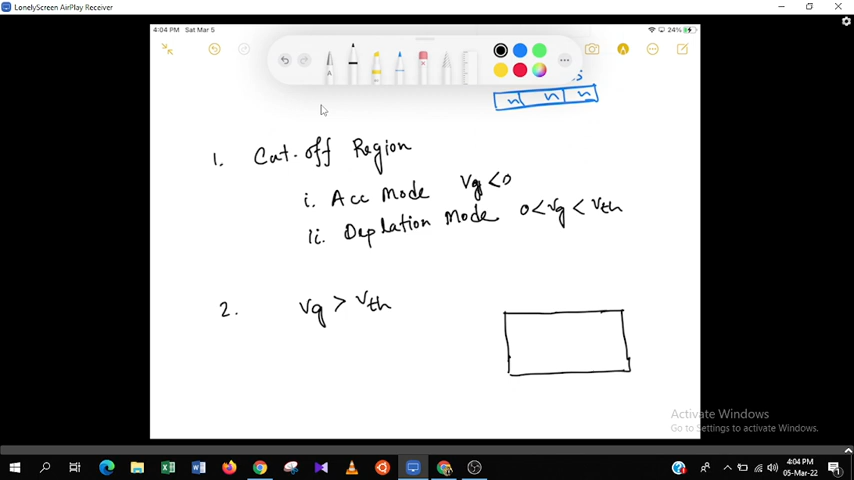 LonelyScreen AirPlay Receiver
4:04 PM Sat Mar 5
24%
n n n
1. Cut-off Region
i. Acc Mode Vg < 0
ii. Deplation Mode 0 < Vg < Vth
2. Vg > Vth
Activate Windows
Go to Settings to activate Windows.
4:04 PM
05-Mar-22